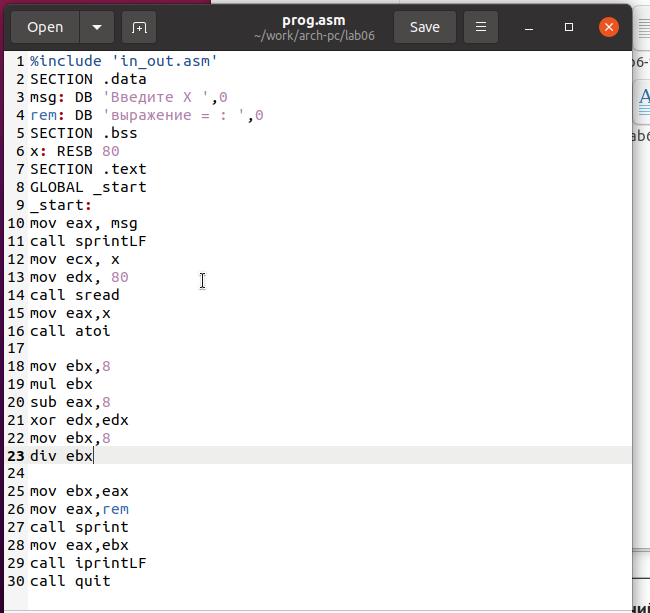 Open
prog.asm
~/work/arch-pc/lab06
Save
1 %include 'in_out.asm'
2 SECTION .data
3 msg: DB 'Введите X ',0
4 rem: DB 'выражение = : ',0
5 SECTION .bss
6 x: RESB 80
7 SECTION .text
8 GLOBAL _start
9 _start:
10 mov eax, msg
11 call sprintLF
12 mov ecx, x
13 mov edx, 80
14 call sread
15 mov eax,x
16 call atoi
17
18 mov ebx,8
19 mul ebx
20 sub eax,8
21 xor edx,edx
22 mov ebx,8
23 div ebx
24
25 mov ebx,eax
26 mov eax,rem
27 call sprint
28 mov eax,ebx
29 call iprintLF
30 call quit